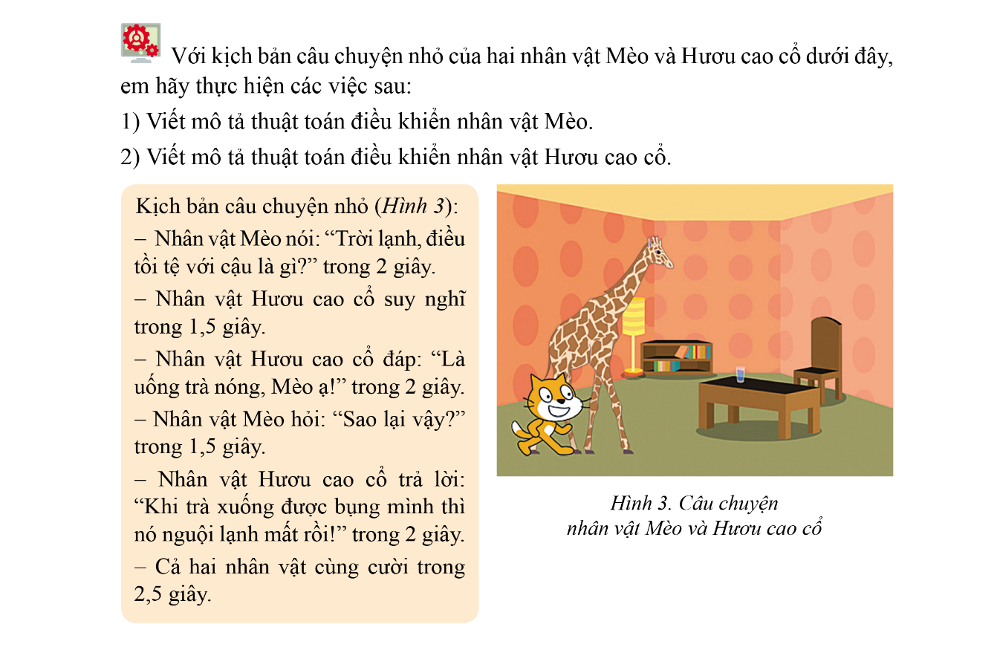 Với kịch bản câu chuyện nhỏ của hai nhân vật Mèo và Hươu cao cổ dưới đây,
em hãy thực hiện các việc sau:
1) Viết mô tả thuật toán điều khiển nhân vật Mèo.
2) Viết mô tả thuật toán điều khiển nhân vật Hươu cao cổ.
Kịch bản câu chuyện nhỏ (Hình 3):
– Nhân vật Mèo nói: “Trời lạnh, điều
tồi tệ với cậu là gì?” trong 2 giây.
– Nhân vật Hươu cao cổ suy nghĩ
trong 1,5 giây.
– Nhân vật Hươu cao cổ đáp: “Là
uống trà nóng, Mèo ạ!” trong 2 giây.
– Nhân vật Mèo hỏi: “Sao lại vậy?”
trong 1,5 giây.
– Nhân vật Hươu cao cổ trả lời:
“Khi trà xuống được bụng mình thì
nó nguội lạnh mất rồi!” trong 2 giây.
– Cả hai nhân vật cùng cười trong
2,5 giây.
Hình 3. Câu chuyện
nhân vật Mèo và Hươu cao cổ